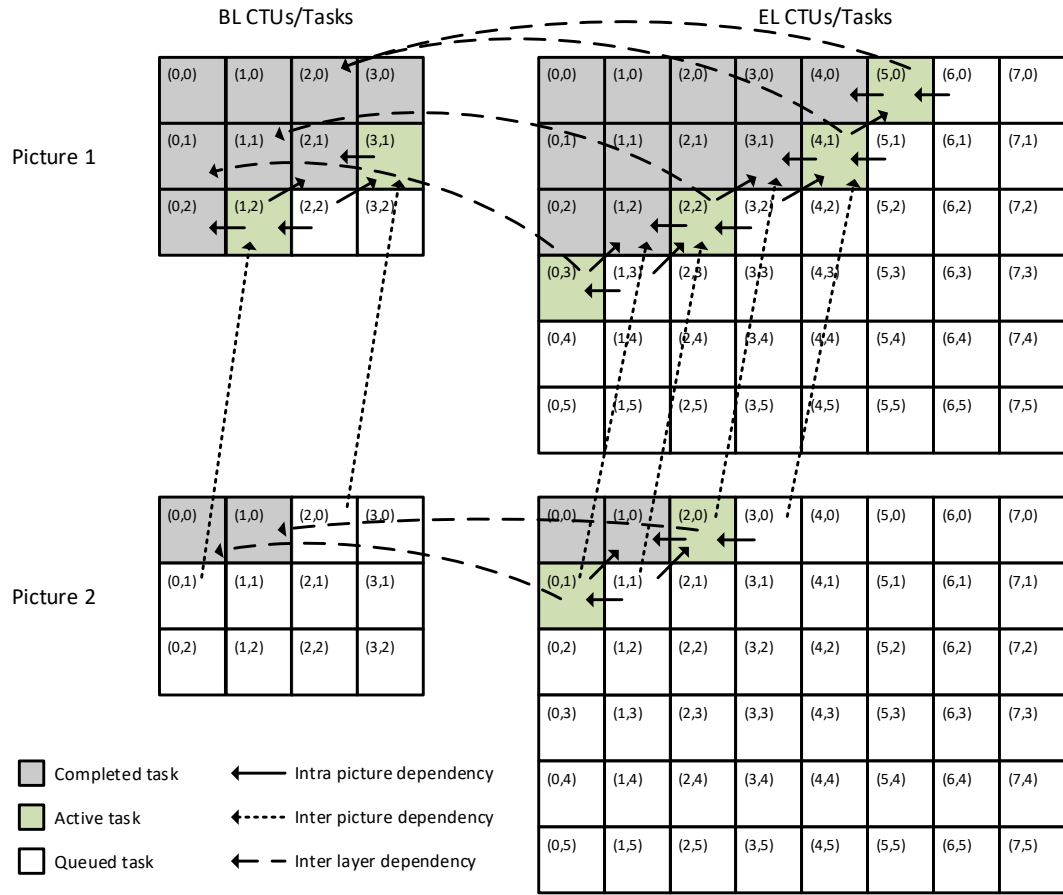 BL CTUs/Tasks EL CTUs/Tasks
(0,0) (1,0) (2,0) (3,0) (0,0) (1,0) (2,0) (3,0) (4,0) (5,0) (6,0) (7,0)
Picture 1 (0,1) (1,1) (2,1) (3,1) (0,1) (1,1) (2,1) (3,1) (4,1) (5,1) (6,1) (7,1)
(0,2) (1,2) (2,2) (3,2) (0,2) (1,2) (2,2) (3,2) (4,2) (5,2) (6,2) (7,2)
(0,3) (1,3) (2,3) (3,3) (4,3) (5,3) (6,3) (7,3)
(0,4) (1,4) (2,4) (3,4) (4,4) (5,4) (6,4) (7,4)
(0,5) (1,5) (2,5) (3,5) (4,5) (5,5) (6,5) (7,5)
(0,0) (1,0) (2,0) (3,0) (0,0) (1,0) (2,0) (3,0) (4,0) (5,0) (6,0) (7,0)
Picture 2 (0,1) (1,1) (2,1) (3,1) (0,1) (1,1) (2,1) (3,1) (4,1) (5,1) (6,1) (7,1)
(0,2) (1,2) (2,2) (3,2) (0,2) (1,2) (2,2) (3,2) (4,2) (5,2) (6,2) (7,2)
(0,3) (1,3) (2,3) (3,3) (4,3) (5,3) (6,3) (7,3)
Completed task Intra picture dependency (0,4) (1,4) (2,4) (3,4) (4,4) (5,4) (6,4) (7,4)
Active task Inter picture dependency
Queued task Inter layer dependency (0,5) (1,5) (2,5) (3,5) (4,5) (5,5) (6,5) (7,5)